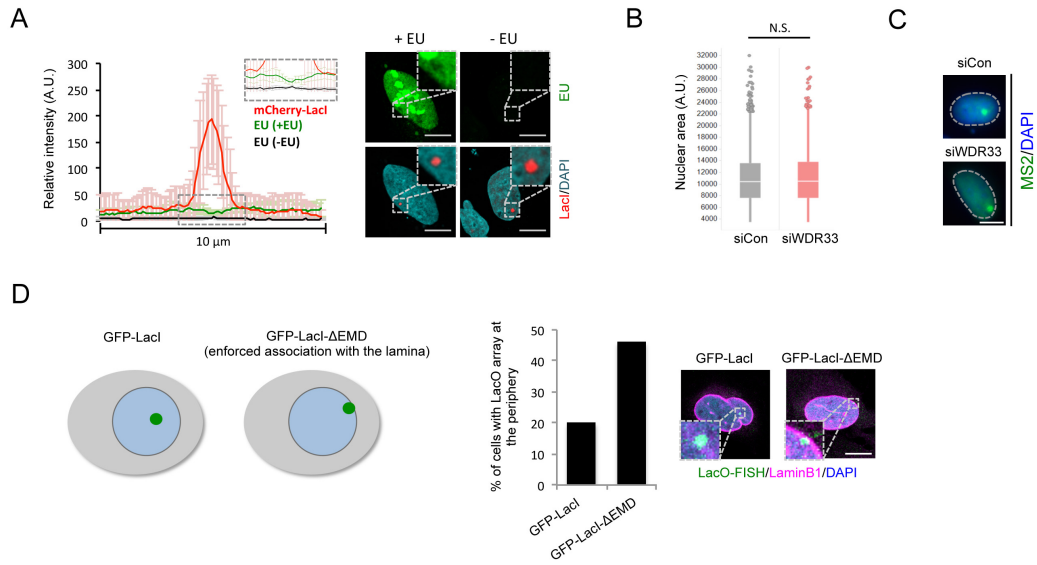 A
Relative intensity (A.U.)
300
250
200
150
100
50
0
10 µm
mCherry-LacI
EU (+EU)
EU (-EU)
+ EU
- EU
EU
LacI/DAPI
B
N.S.
Nuclear area (A.U.)
32000
30000
28000
26000
24000
22000
20000
18000
16000
14000
12000
10000
8000
6000
4000
siCon
siWDR33
C
siCon
siWDR33
MS2/DAPI
D
GFP-LacI
GFP-LacI-ΔEMD
(enforced association with the lamina)
% of cells with LacO array at
the periphery
50
40
30
20
10
0
GFP-LacI
GFP-LacI-ΔEMD
GFP-LacI
GFP-LacI-ΔEMD
LacO-FISH/LaminB1/DAPI